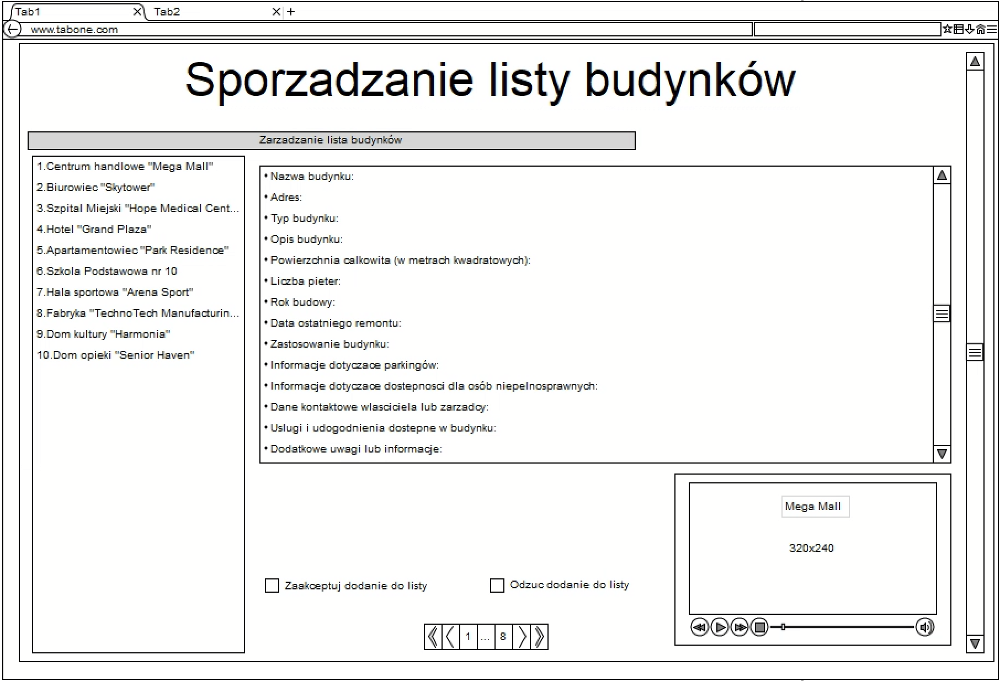 Tab1
Tab2
www.tabone.com
Sporzadzanie listy budynków
Zarzadzanie lista budynków
1.Centrum handlowe "Mega Mall"
2.Biurowiec "Skytower"
3.Szpital Miejski "Hope Medical Cent...
4.Hotel "Grand Plaza"
5.Apartamentowiec "Park Residence"
6.Szkola Podstawowa nr 10
7.Hala sportowa "Arena Sport"
8.Fabryka "TechnoTech Manufacturin...
9.Dom kultury "Harmonia"
10.Dom opieki "Senior Haven"
• Nazwa budynku:
• Adres:
• Typ budynku:
• Opis budynku:
• Powierzchnia calkowita (w metrach kwadratowych):
• Liczba pieter:
• Rok budowy:
• Data ostatniego remontu:
• Zastosowanie budynku:
• Informacje dotyczace parkingów:
• Informacje dotyczace dostepnosci dla osób niepelnosprawnych:
• Dane kontaktowe wlasciciela lub zarzadcy:
• Uslugi i udogodnienia dostepne w budynku:
• Dodatkowe uwagi lub informacje:
Mega Mall
320x240
Zaakceptuj dodanie do listy
Odzuc dodanie do listy
1 ... 8